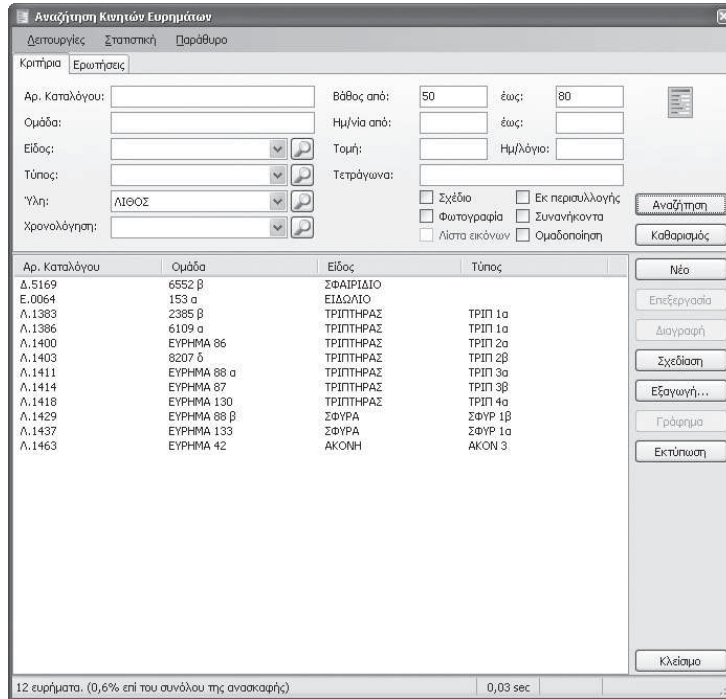 Αναζήτηση Κινητών Ευρημάτων
Λειτουργίες Στατιστική Παράθυρο
Κριτήρια Ερωτήσεις
Αρ. Καταλόγου: Βάθος από: 50 έως: 80
Ομάδα: Ημ/νία από: έως:
Είδος: Τομή: Ημ/λόγιο:
Τύπος: Τετράγωνα:
Ύλη: ΛΙΘΟΣ Σχέδιο Εκ περισυλλογής Αναζήτηση
Φωτογραφία Συνανήκοντα
Χρονολόγηση: Λίστα εικόνων Ομαδοποίηση Καθαρισμός
Αρ. Καταλόγου Ομάδα Είδος Τύπος Νέο
Δ.5169 6552 β ΣΦΑΙΡΙΔΙΟ
Ε.0064 153 α ΕΙΔΩΛΙΟ Επεξεργασία
Λ.1383 2385 β ΤΡΙΠΤΗΡΑΣ ΤΡΙΠ 1α
Λ.1386 6109 α ΤΡΙΠΤΗΡΑΣ ΤΡΙΠ 1α Διαγραφή
Λ.1400 ΕΥΡΗΜΑ 86 ΤΡΙΠΤΗΡΑΣ ΤΡΙΠ 2α
Λ.1403 8207 δ ΤΡΙΠΤΗΡΑΣ ΤΡΙΠ 2β Σχεδίαση
Λ.1411 ΕΥΡΗΜΑ 88 α ΤΡΙΠΤΗΡΑΣ ΤΡΙΠ 3α
Λ.1414 ΕΥΡΗΜΑ 87 ΤΡΙΠΤΗΡΑΣ ΤΡΙΠ 3β Εξαγωγή...
Λ.1418 ΕΥΡΗΜΑ 130 ΤΡΙΠΤΗΡΑΣ ΤΡΙΠ 4α
Λ.1429 ΕΥΡΗΜΑ 88 β ΣΦΥΡΑ ΣΦΥΡ 1β Γράφημα
Λ.1437 ΕΥΡΗΜΑ 133 ΣΦΥΡΑ ΣΦΥΡ 1α
Λ.1463 ΕΥΡΗΜΑ 42 ΑΚΟΝΗ ΑΚΟΝ 3 Εκτύπωση
Κλείσιμο
12 ευρήματα. (0,6% επί του συνόλου της ανασκαφής) 0,03 sec